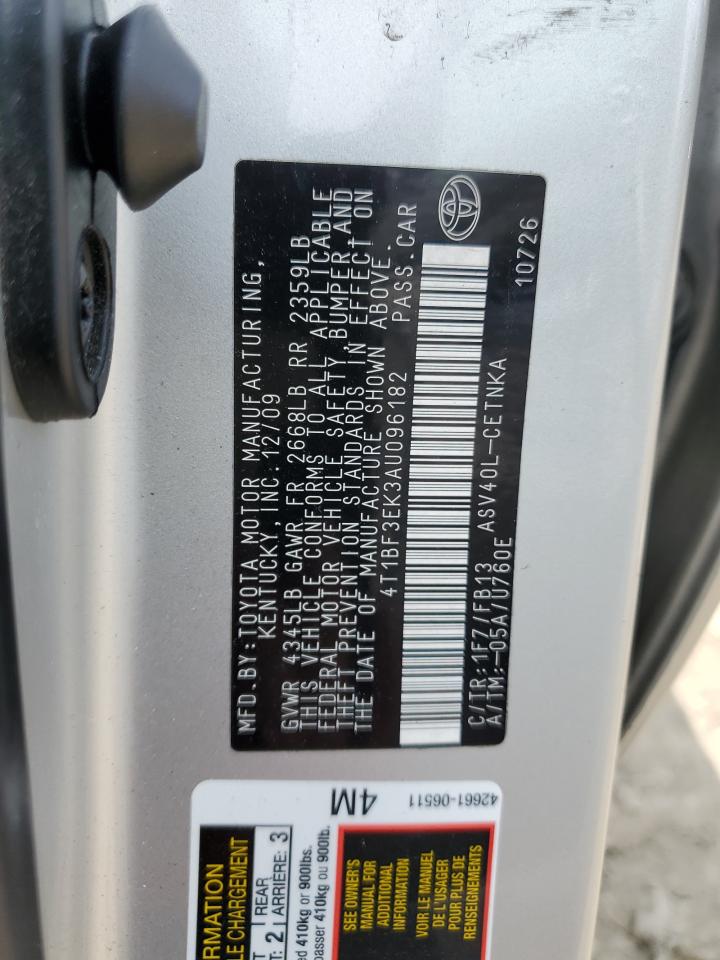 MFD.BY:TOYOTA MOTOR MANUFACTURING,
KENTUCKY, INC. 12/09
GVWR 4345LB GAWR FR 2668LB RR 2359LB
THIS VEHICLE CONFORMS TO ALL APPLICABLE
FEDERAL MOTOR VEHICLE SAFETY, BUMPER, AND
THEFT PREVENTION STANDARDS IN EFFECT ON
THE DATE OF MANUFACTURE SHOWN ABOVE.
4T1BF3EK3AU096182 PASS.CAR
C/TR:1F7/FB13 ASV40L-CETNKA
A/TM:-05A/U760E 10726
4M
42661-06511
RMATION
LE CHARGEMENT
REAR
2 ARRIÈRE: 3
ed 410kg or 900lbs.
passer 410kg ou 900lb.
SEE OWNER'S
MANUAL FOR
ADDITIONAL
INFORMATION
VOIR LE MANUEL
DE L'USAGER
POUR PLUS DE
RENSEIGNEMENTS